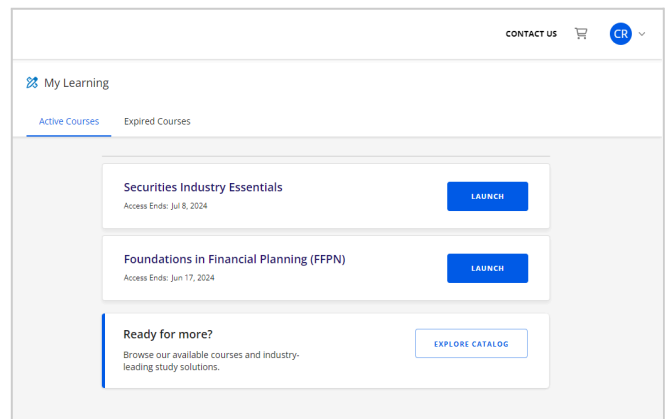 CONTACT US
CR
My Learning
Active Courses Expired Courses
Securities Industry Essentials
Access Ends: Jul 8, 2024
LAUNCH
Foundations in Financial Planning (FFPN)
Access Ends: Jun 17, 2024
LAUNCH
Ready for more?
Browse our available courses and industry-
leading study solutions.
EXPLORE CATALOG